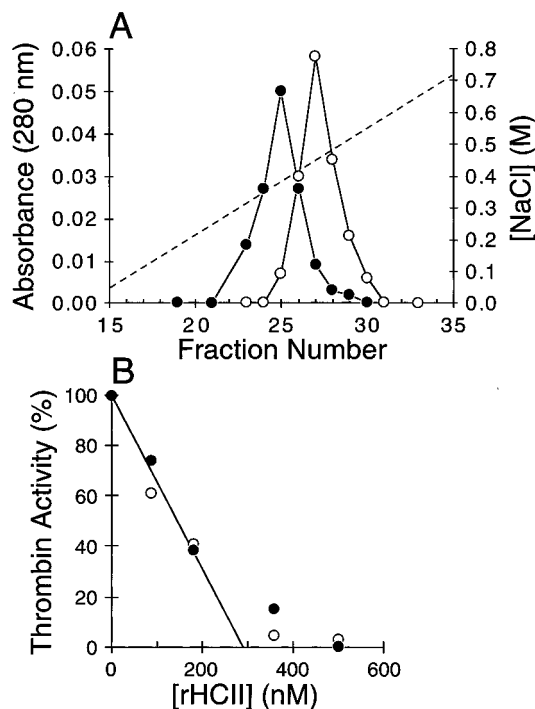 A
0.06
0.05
0.04
0.03
0.02
0.01
0.00
Absorbance (280 nm)
0.8
0.7
0.6
0.5
0.4
0.3
0.2
0.1
0.0
[NaCl] (M)
15 20 25 30 35
Fraction Number
B
100
80
60
40
20
0
Thrombin Activity (%)
0 200 400 600
[rHCII] (nM)